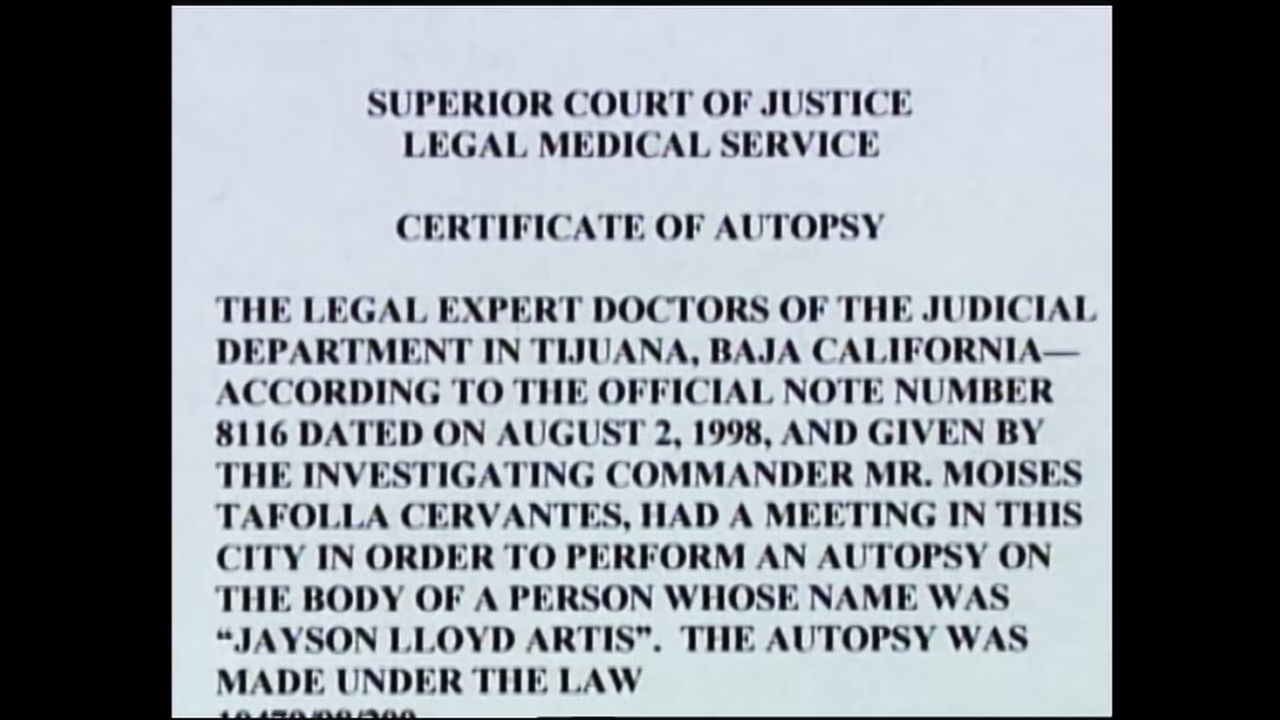 SUPERIOR COURT OF JUSTICE
LEGAL MEDICAL SERVICE
CERTIFICATE OF AUTOPSY
THE LEGAL EXPERT DOCTORS OF THE JUDICIAL
DEPARTMENT IN TIJUANA, BAJA CALIFORNIA—
ACCORDING TO THE OFFICIAL NOTE NUMBER
8116 DATED ON AUGUST 2, 1998, AND GIVEN BY
THE INVESTIGATING COMMANDER MR. MOISES
TAFOLLA CERVANTES, HAD A MEETING IN THIS
CITY IN ORDER TO PERFORM AN AUTOPSY ON
THE BODY OF A PERSON WHOSE NAME WAS
“JAYSON LLOYD ARTIS”. THE AUTOPSY WAS
MADE UNDER THE LAW